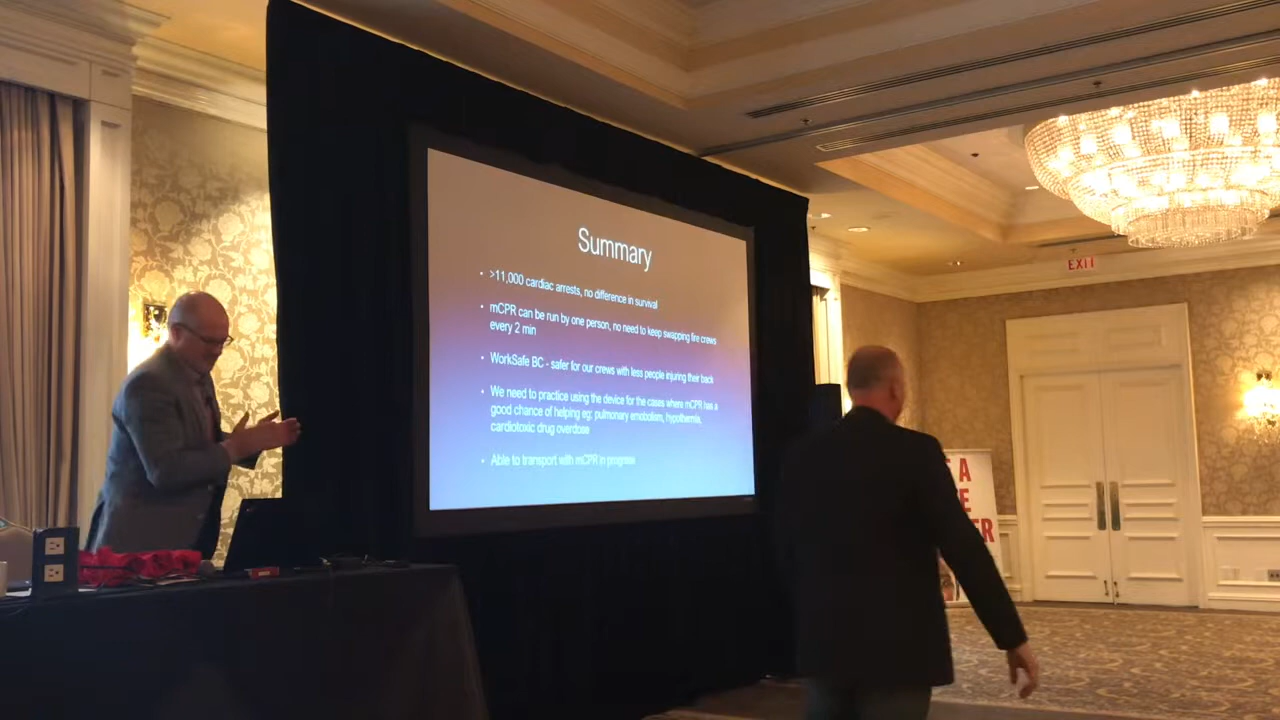 Summary
• >11,000 cardiac arrests, no difference in survival
• mCPR can be run by one person, no need to keep swapping fire crews
every 2 min
• WorkSafe BC - safer for our crews with less people injuring their back
• We need to practice using the device for the cases where mCPR has a
good chance of helping eg: pulmonary embolism, hypothermia,
cardiotoxic drug overdose
• Able to transport with mCPR in progress
EXIT
A
E
ER